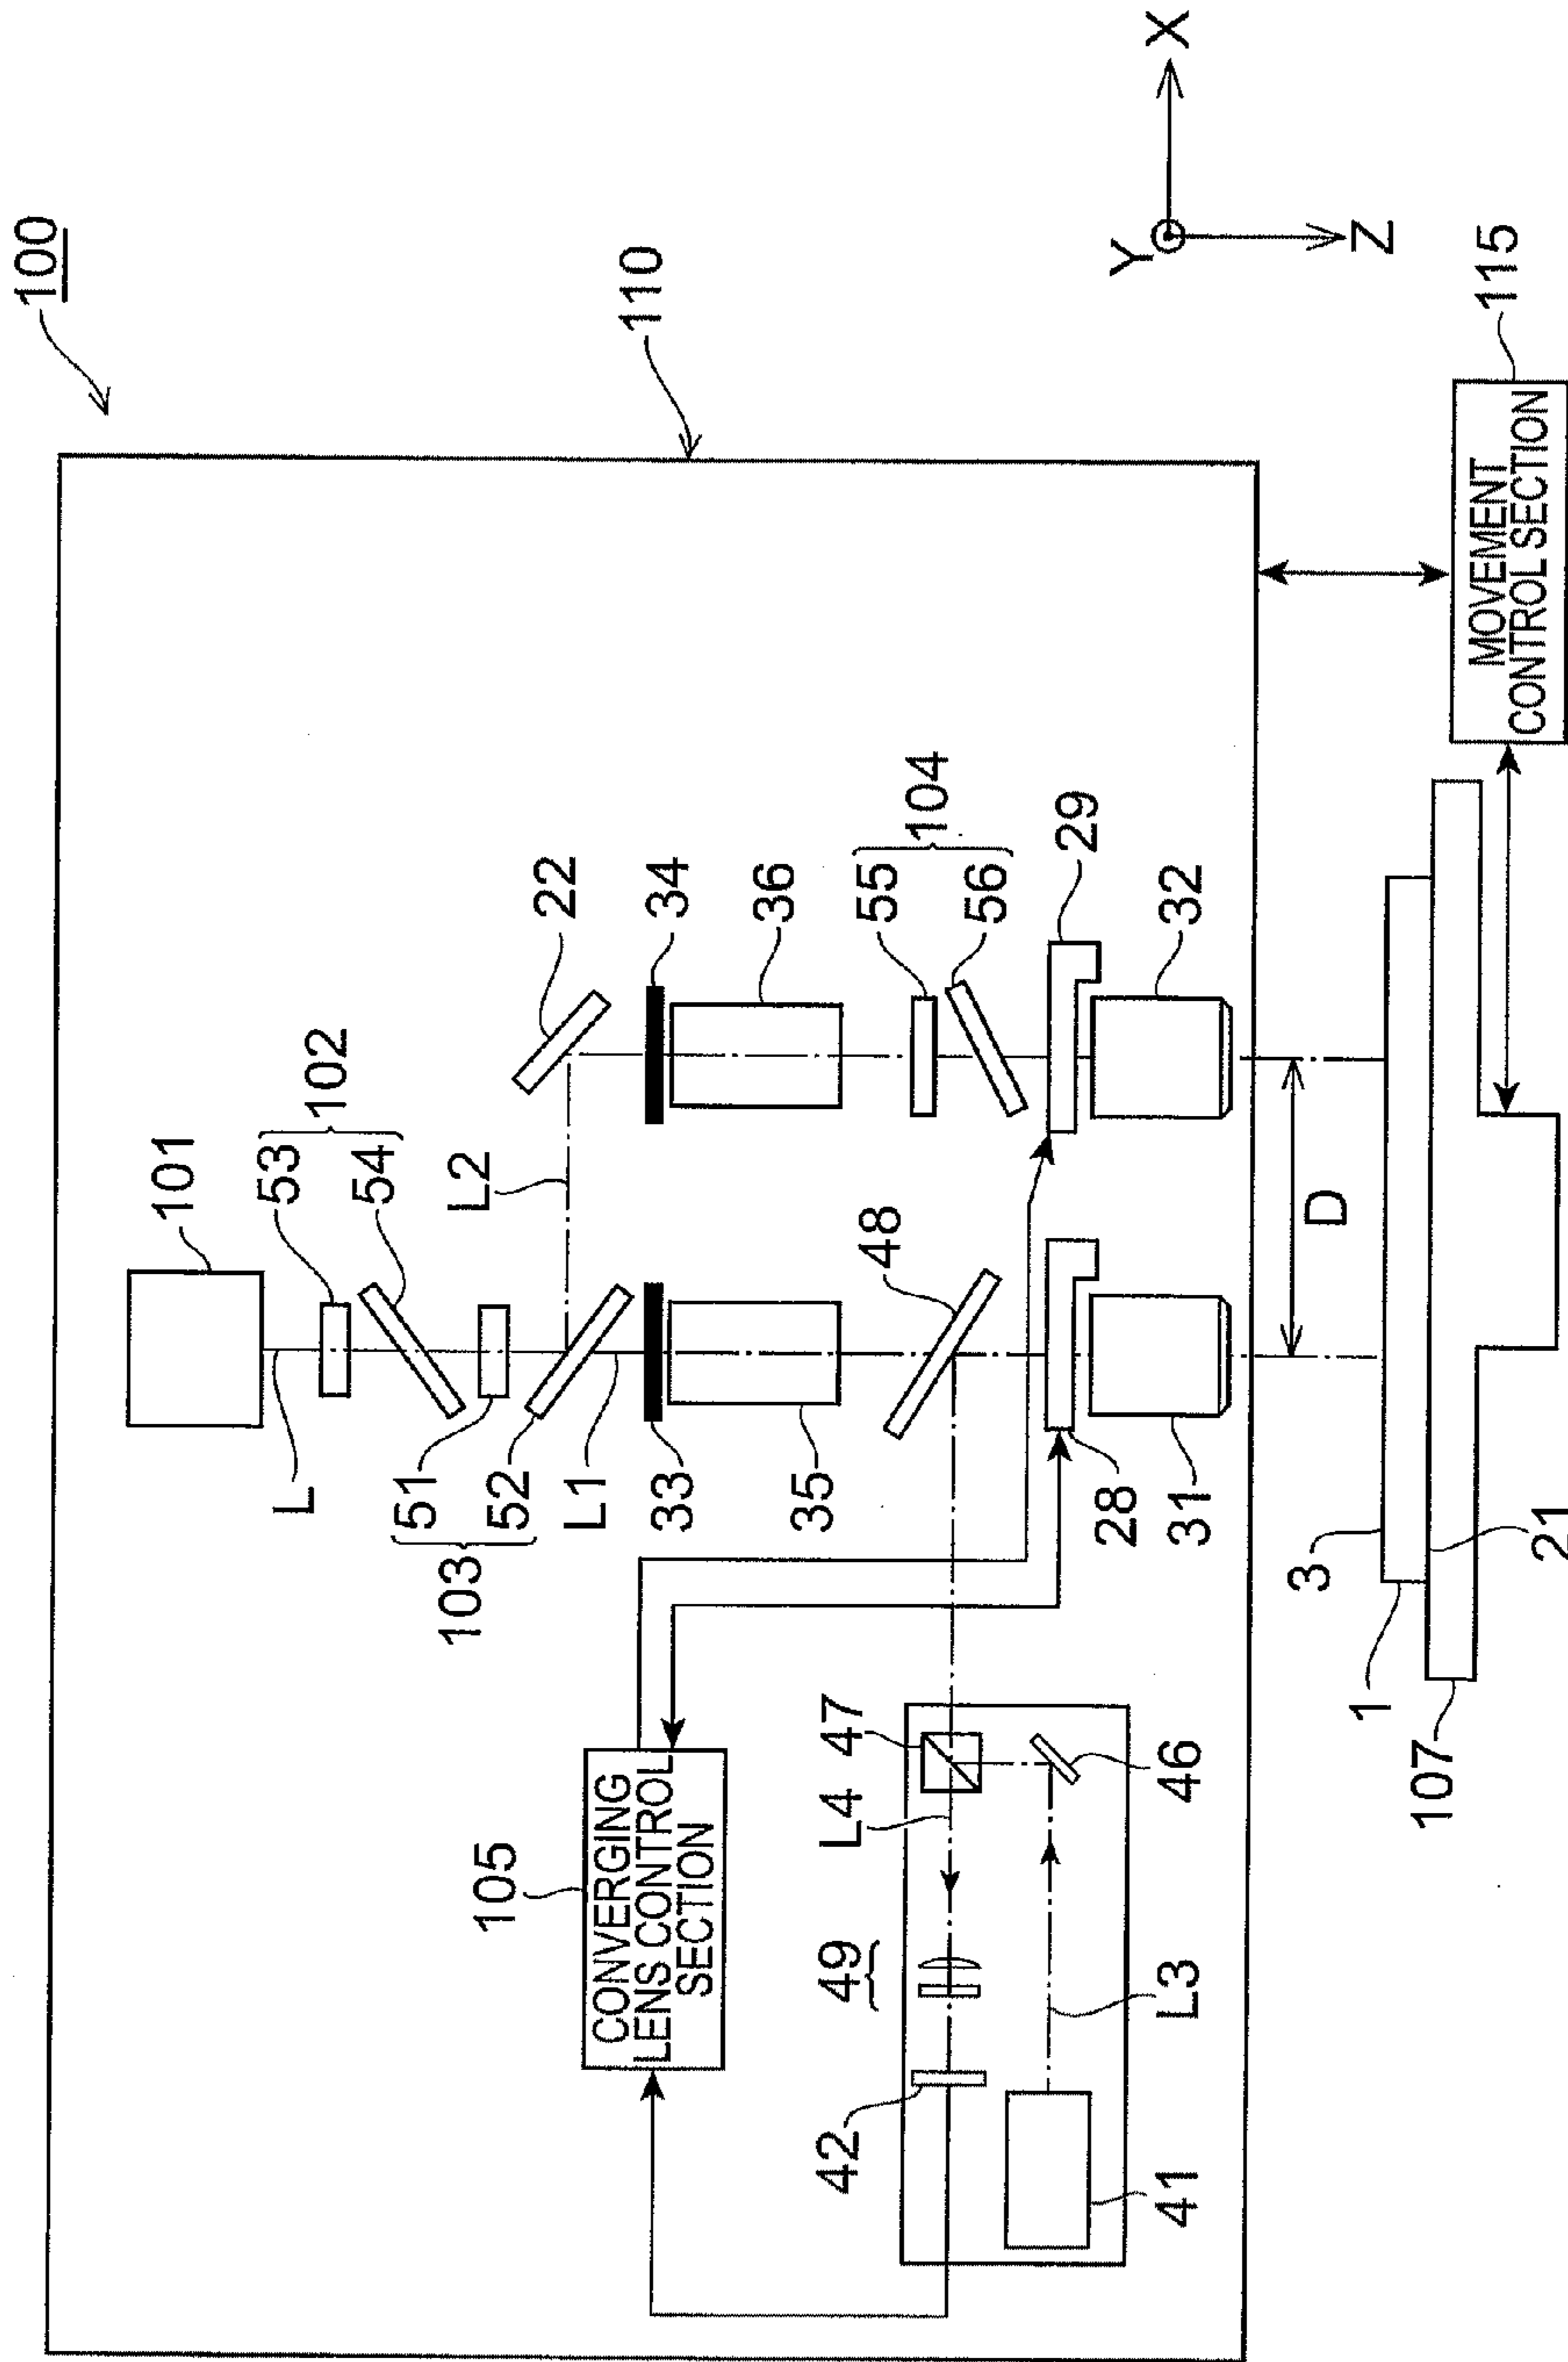 100
110
101
53
54
102
L
51
52
103
L1
L2
22
33
34
35
36
48
55
56
104
28
29
31
32
D
105
CONVERGING
LENS CONTROL
SECTION
47
L4
46
49
42
L3
41
3
1
107
21
Y
X
Z
115
MOVEMENT
CONTROL SECTION